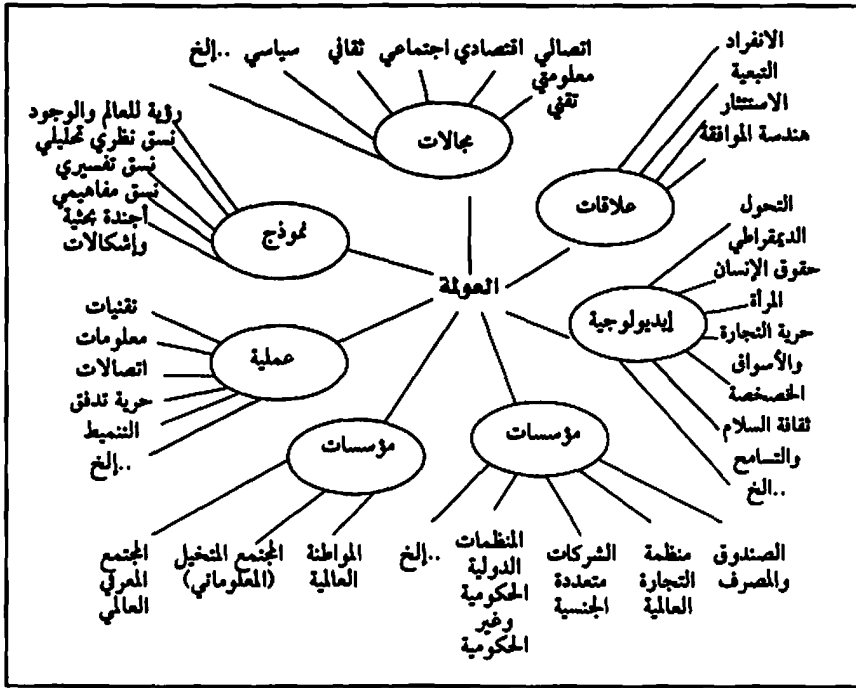 اتصالي
معلوماتي
تقني
اقتصادي
اجتماعي
ثقافي
سياسي
..إلخ
مجالات
الانفراد
التبعية
الاستئثار
هندسة الموافقة
علاقات
رؤية للعالم والوجود
نسق نظري تحليلي
نسق تفسيري
نسق مفاهيمي
أجندة بحثية
وإشكالات
نموذج
العولمة
التحول
الديمقراطي
حقوق الإنسان
المرأة
حرية التجارة
والأسواق
الخصخصة
ثقافة السلام
والتسامح
..الخ
إيديولوجية
تقنيات
معلومات
اتصالات
حرية تدفق
التنميط
..إلخ
عملية
مؤسسات
الصندوق
والمصرف
منظمة
التجارة
العالمية
الشركات
متعددة
الجنسية
المنظمات
الدولية
الحكومية
وغير
الحكومية
..إلخ
مؤسسات
المواطنة
العالمية
المجتمع المتخيل
(المعلوماتي)
المجتمع
المعرفي
العالمي